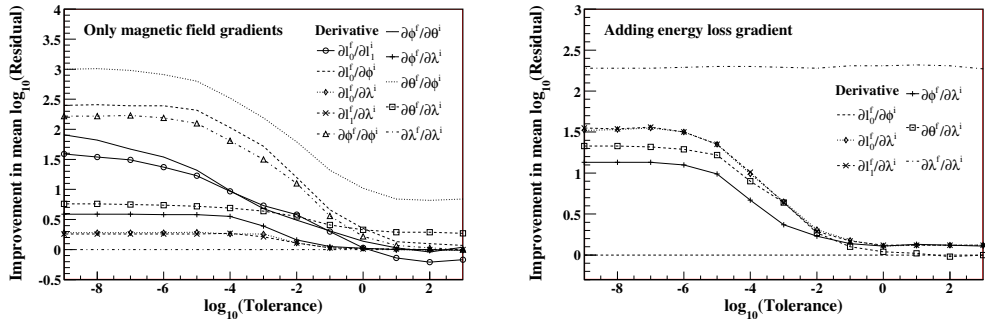 Only magnetic field gradients
Derivative
∂l₀ᶠ/∂l₁ⁱ
∂l₀ᶠ/∂ϕⁱ
∂l₀ᶠ/∂λⁱ
∂l₁ᶠ/∂λⁱ
∂ϕᶠ/∂ϕⁱ
∂ϕᶠ/∂θⁱ
∂ϕᶠ/∂λⁱ
∂θᶠ/∂ϕⁱ
∂θᶠ/∂λⁱ
∂λᶠ/∂λⁱ
Improvement in mean log₁₀(Residual)
4
3.5
3
2.5
2
1.5
1
0.5
0
-0.5
-8 -6 -4 -2 0 2
log₁₀(Tolerance)
Adding energy loss gradient
Derivative
∂l₀ᶠ/∂ϕⁱ
∂l₀ᶠ/∂λⁱ
∂l₁ᶠ/∂λⁱ
∂ϕᶠ/∂λⁱ
∂θᶠ/∂λⁱ
∂λᶠ/∂λⁱ
Improvement in mean log₁₀(Residual)
3
2.5
2
1.5
1
0.5
0
-8 -6 -4 -2 0 2
log₁₀(Tolerance)